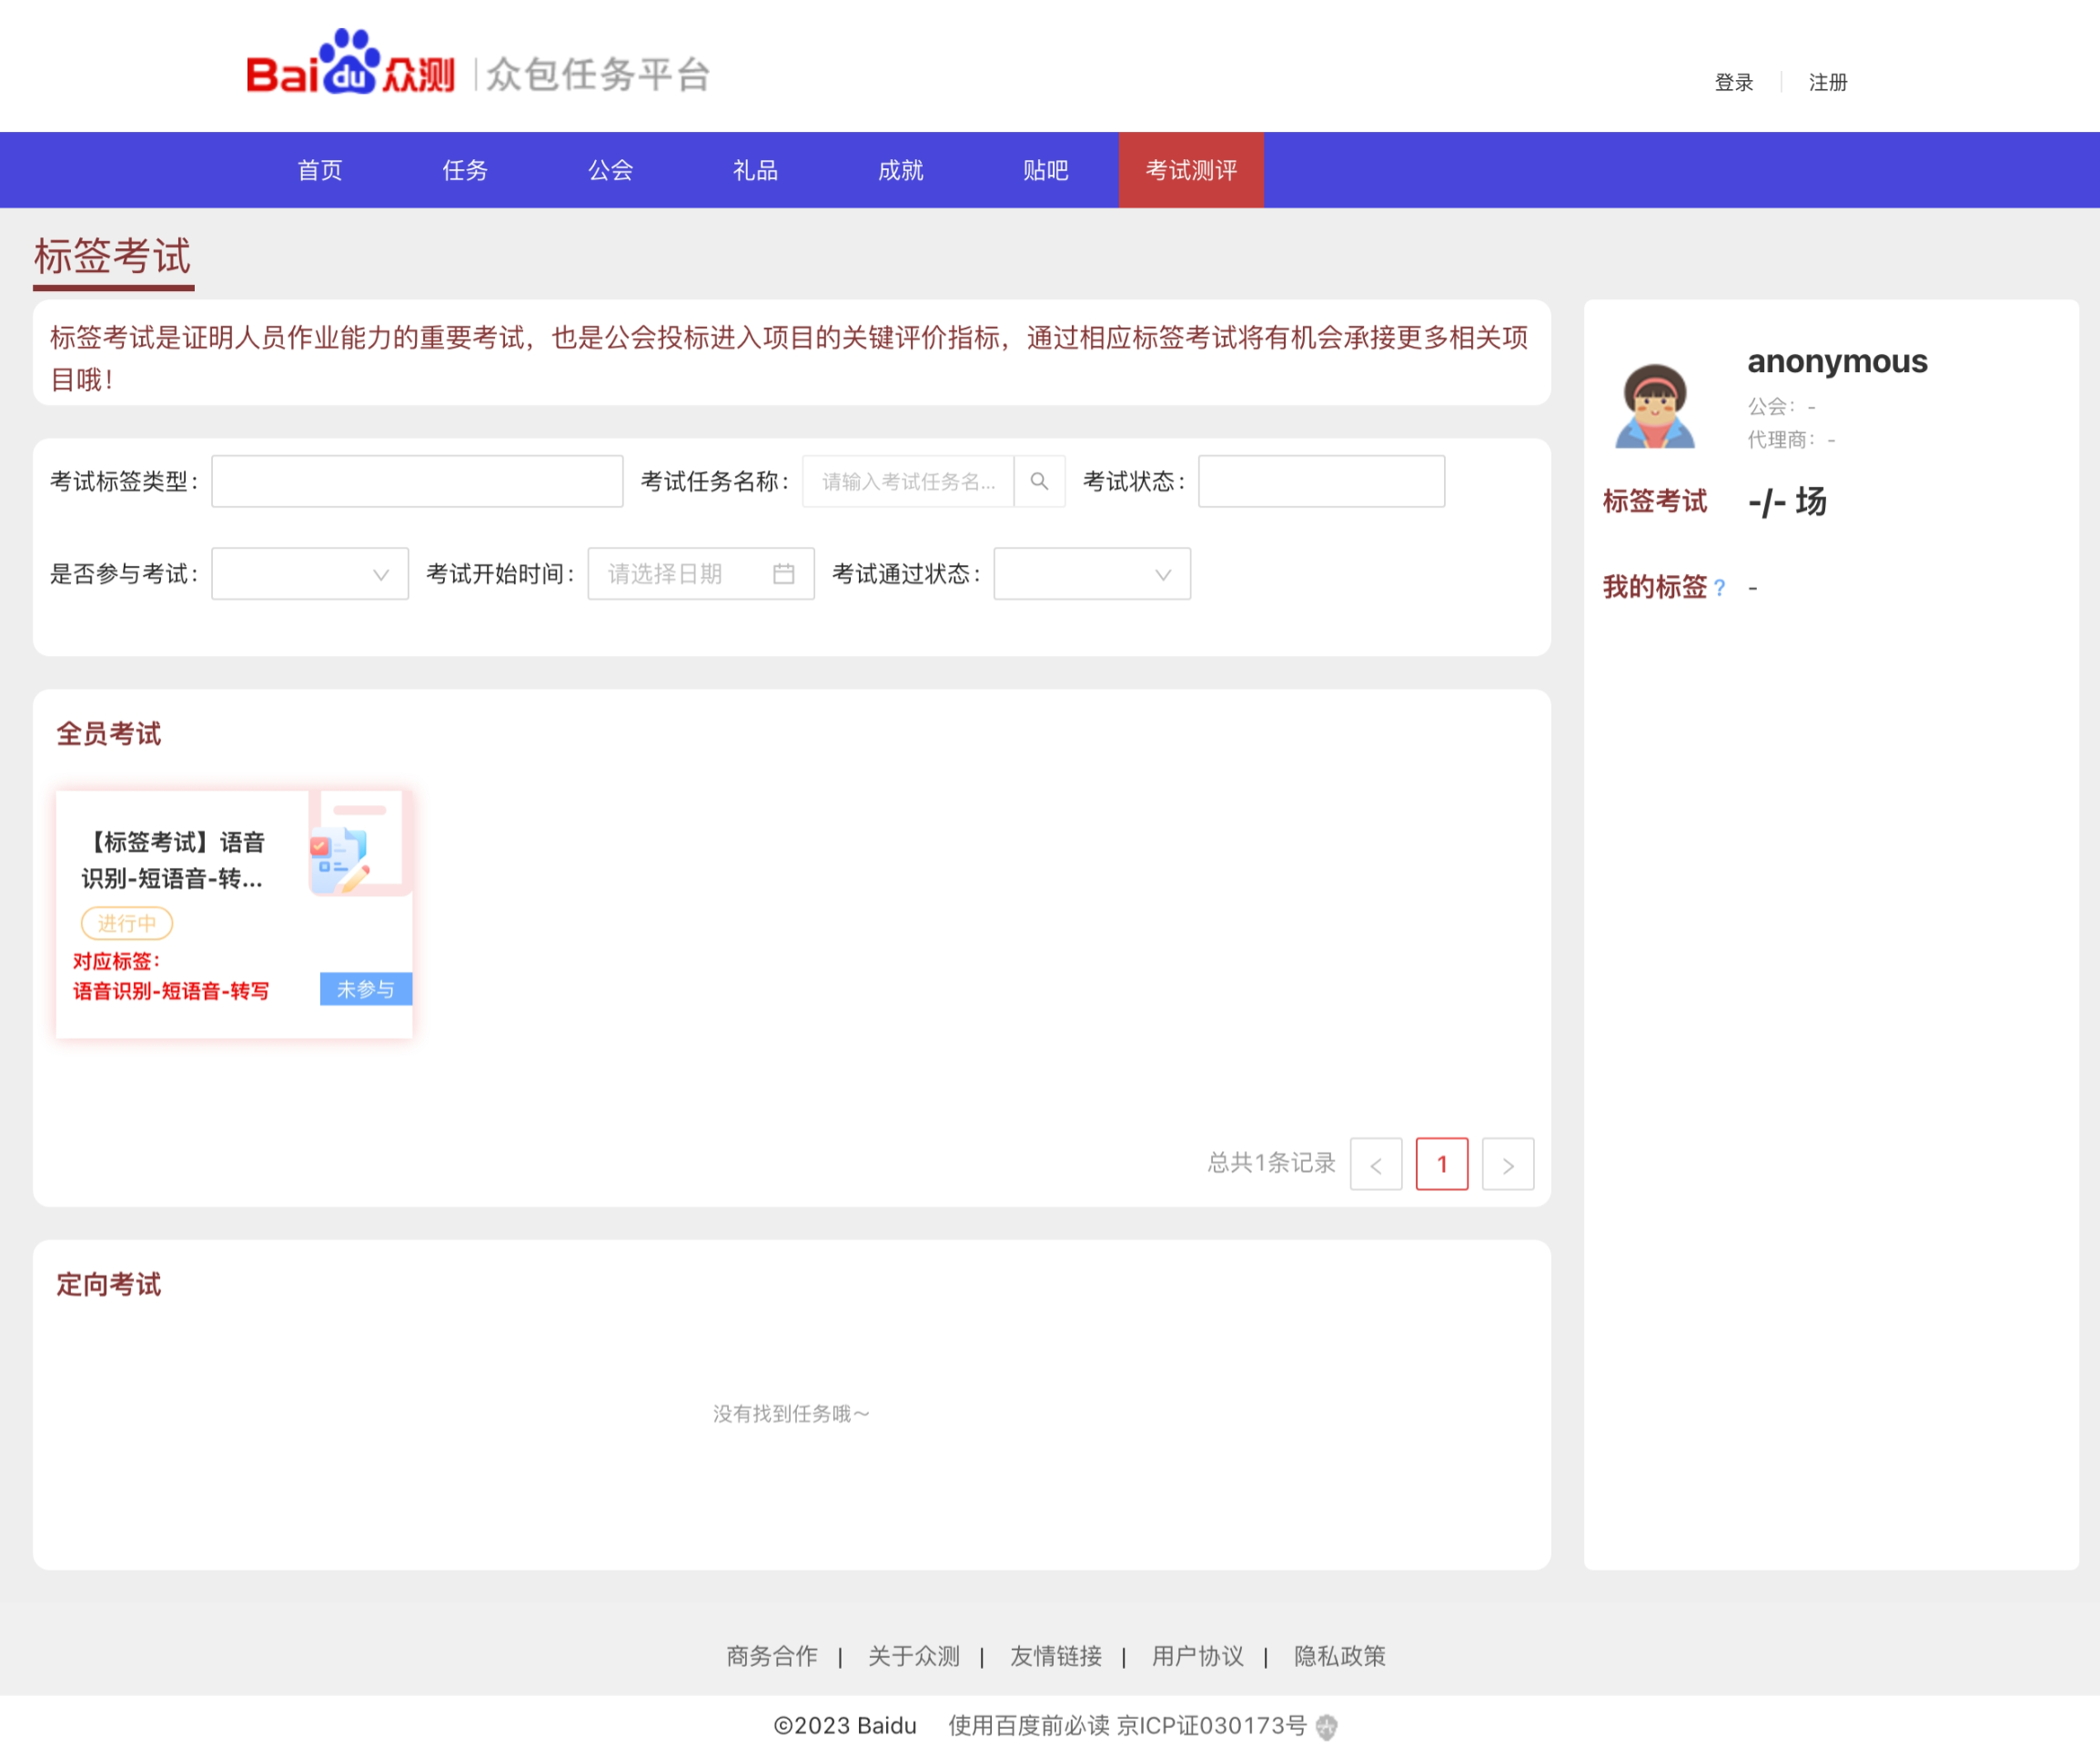 Baidu众测 众包任务平台
登录 注册
首页 任务 公会 礼品 成就 贴吧 考试测评
标签考试
标签考试是证明人员作业能力的重要考试，也是公会投标进入项目的关键评价指标，通过相应标签考试将有机会承接更多相关项
目哦！
考试标签类型： 考试任务名称： 请输入考试任务名... 考试状态：
是否参与考试： 考试开始时间： 请选择日期 考试通过状态：
全员考试
【标签考试】语音
识别-短语音-转...
进行中
对应标签：
语音识别-短语音-转写
未参与
总共1条记录 < 1 >
定向考试
没有找到任务哦～
anonymous
公会： -
代理商： -
标签考试 -/- 场
我的标签 ? -
商务合作 | 关于众测 | 友情链接 | 用户协议 | 隐私政策
©2023 Baidu 使用百度前必读 京ICP证030173号